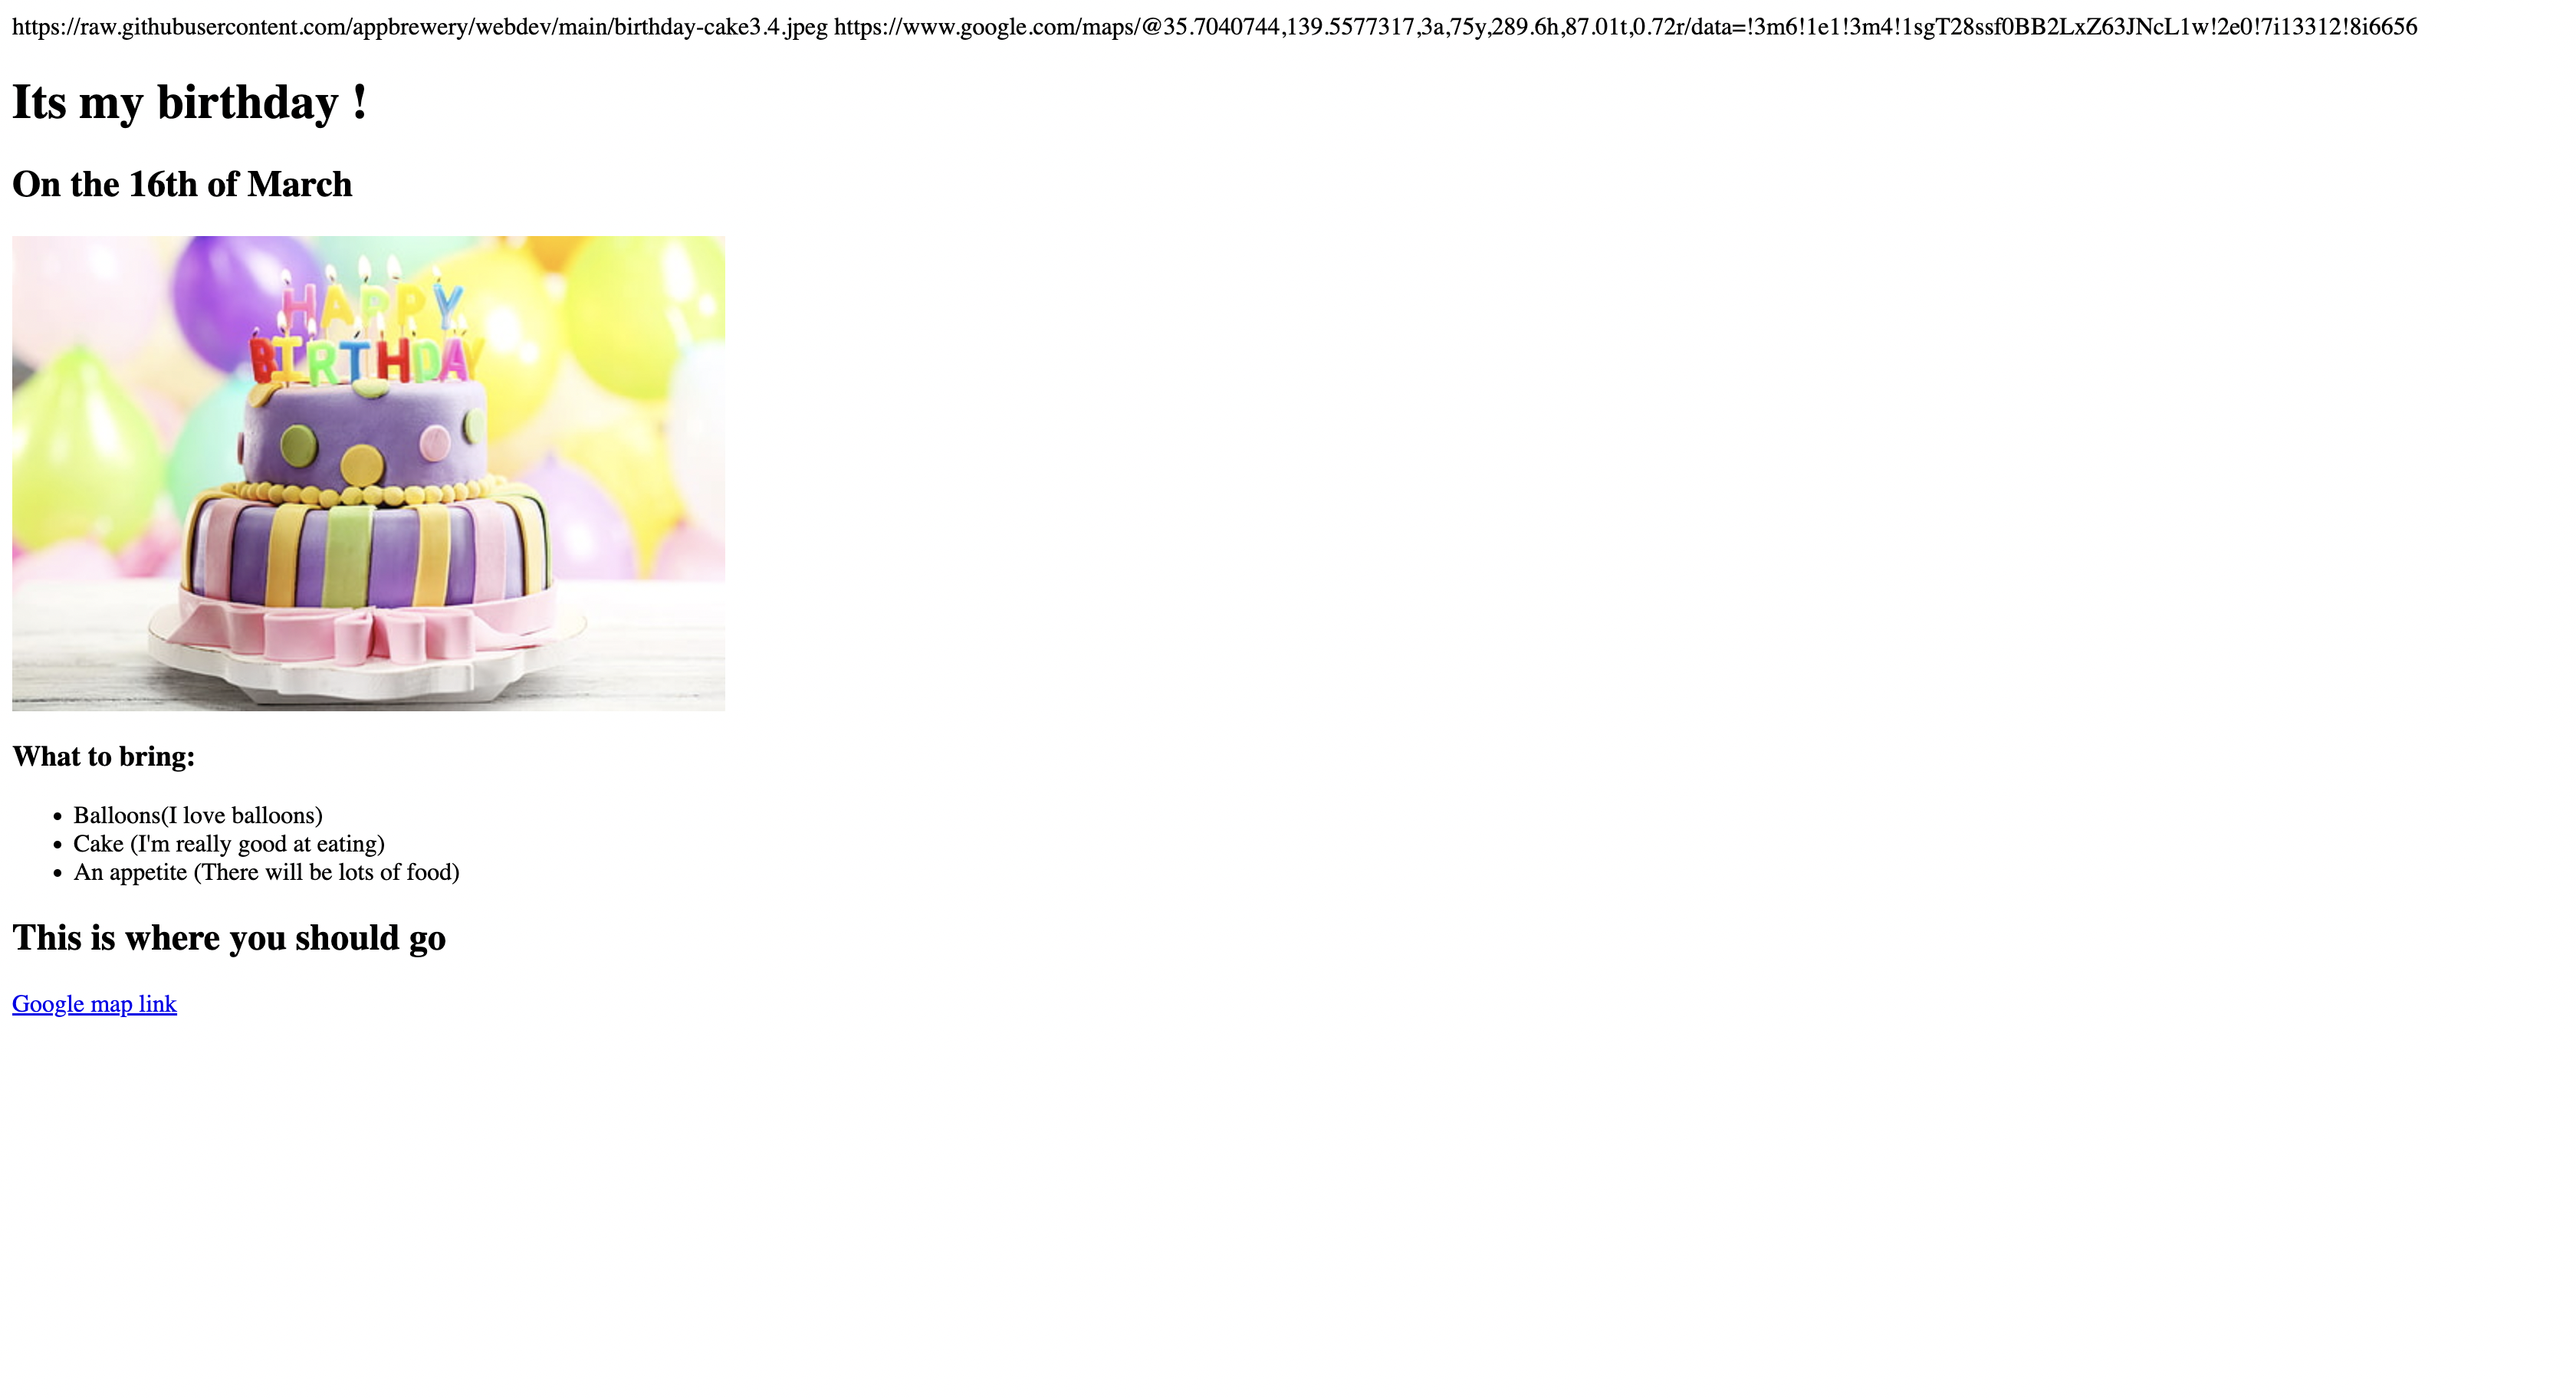 https://raw.githubusercontent.com/appbrewery/webdev/main/birthday-cake3.4.jpeg https://www.google.com/maps/@35.7040744,139.5577317,3a,75y,289.6h,87.01t,0.72r/data=!3m6!1e1!3m4!1sgT28ssf0BB2LxZ63JNcL1w!2e0!7i13312!8i6656
Its my birthday !
On the 16th of March
HAPPY
BIRTHDAY
What to bring:
• Balloons(I love balloons)
• Cake (I'm really good at eating)
• An appetite (There will be lots of food)
This is where you should go
Google map link